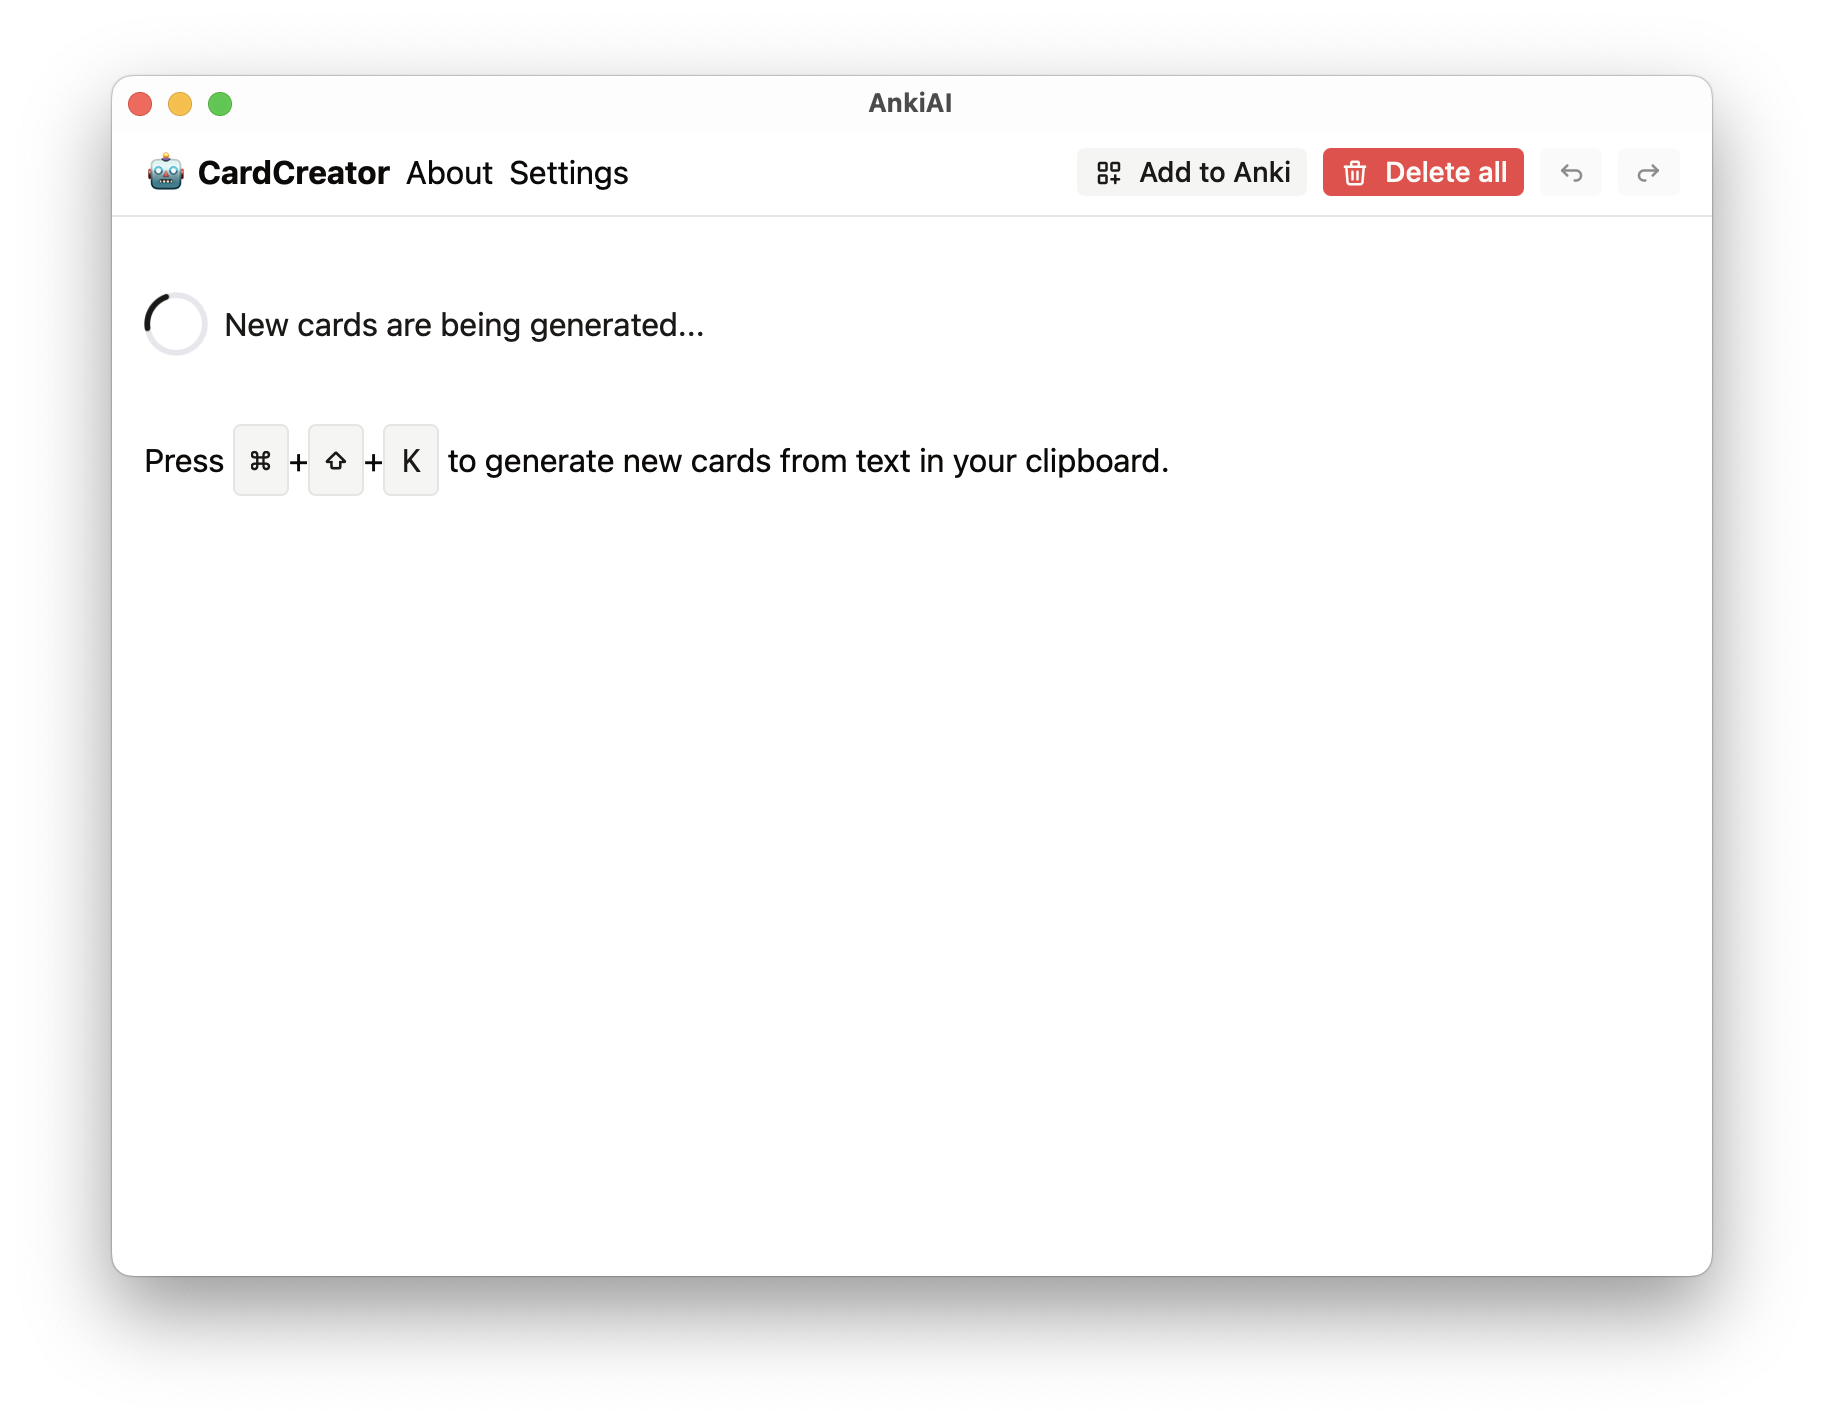 AnkiAI
🤖 CardCreator About Settings Add to Anki Delete all
New cards are being generated...
Press ⌘+⇧+K to generate new cards from text in your clipboard.